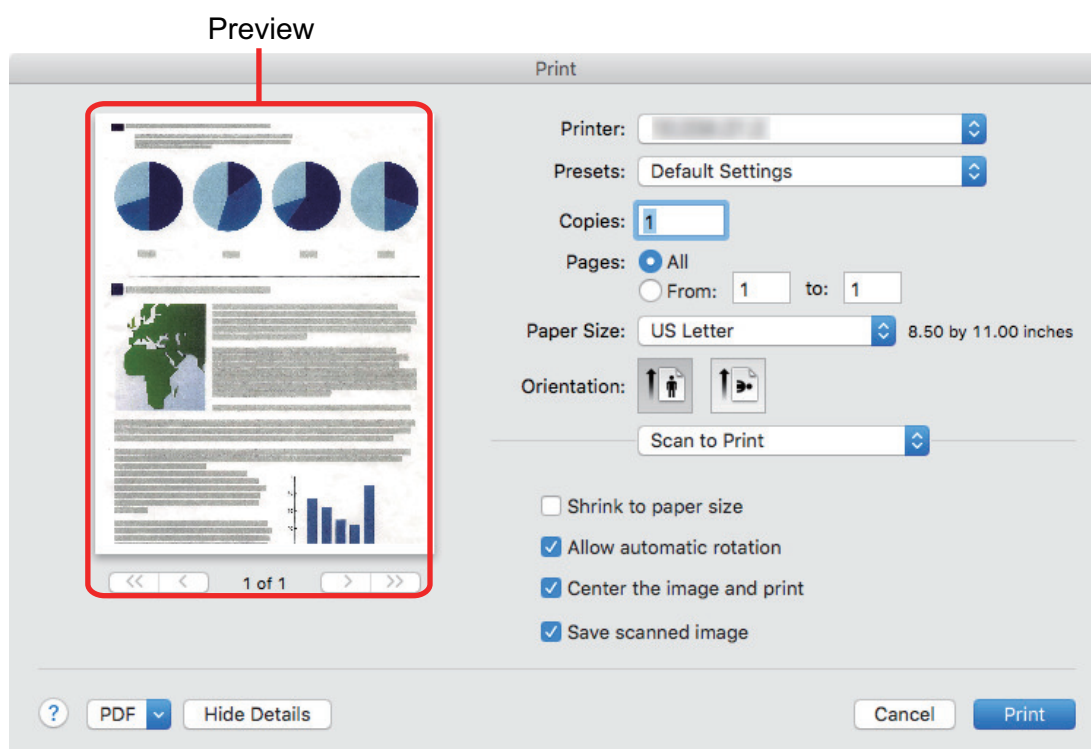 Preview
Print
Printer:
Presets: Default Settings
Copies: 1
Pages: All
From: 1 to: 1
Paper Size: US Letter 8.50 by 11.00 inches
Orientation:
Scan to Print
Shrink to paper size
Allow automatic rotation
Center the image and print
Save scanned image
<< < 1 of 1 > >>
? PDF Hide Details Cancel Print